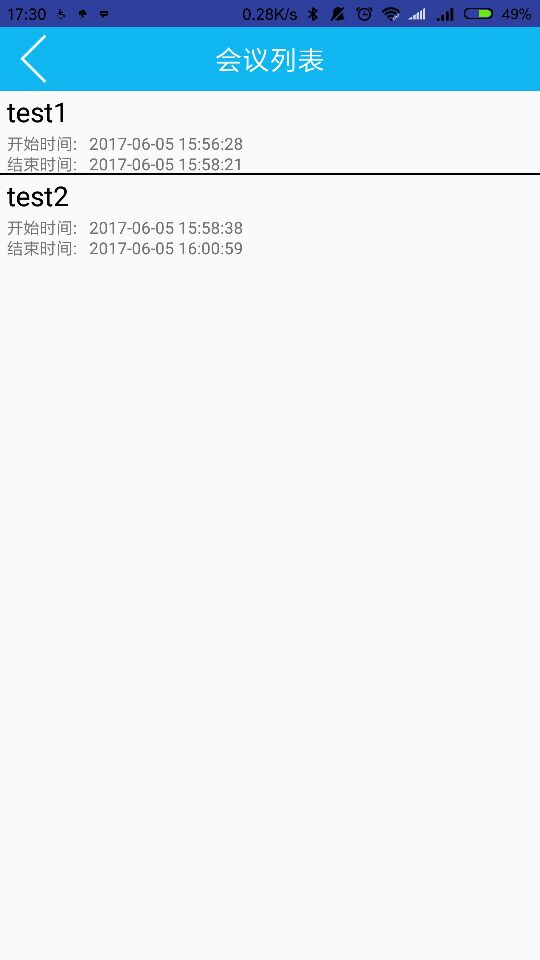 17:30 0.28K/s 49%
会议列表
test1
开始时间: 2017-06-05 15:56:28
结束时间: 2017-06-05 15:58:21
test2
开始时间: 2017-06-05 15:58:38
结束时间: 2017-06-05 16:00:59